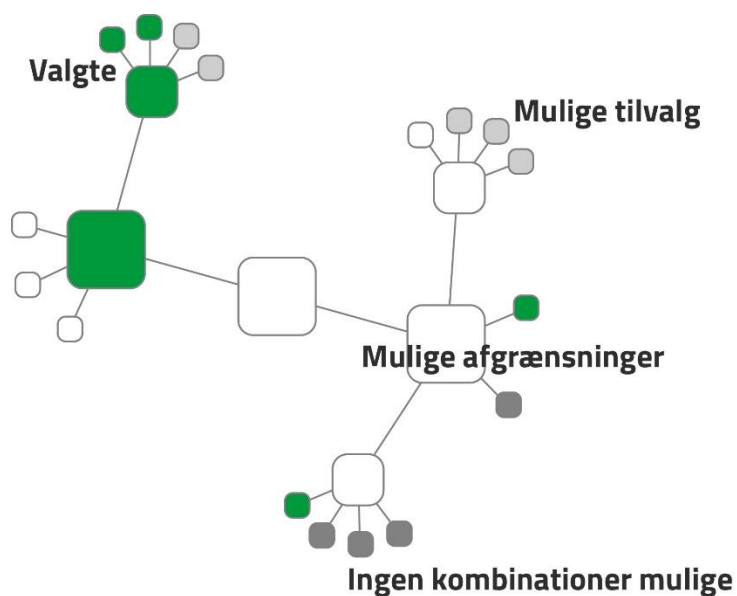 Valgte
Mulige tilvalg
Mulige afgrænsninger
Ingen kombinationer mulige